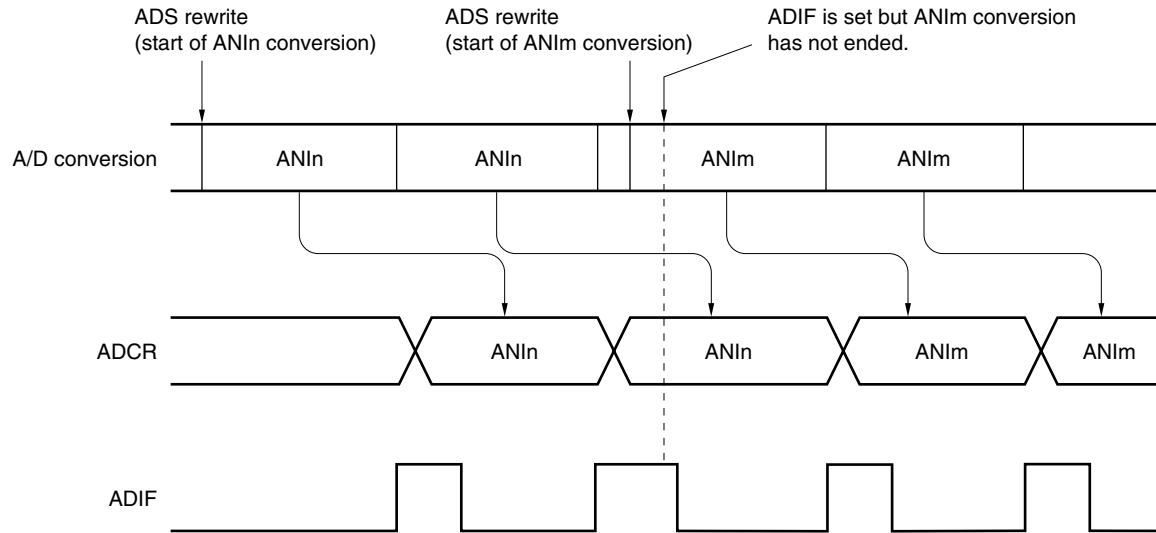 ADS rewrite
(start of ANIn conversion)
ADS rewrite
(start of ANIm conversion)
ADIF is set but ANIm conversion
has not ended.
A/D conversion
ANIn
ANIn
ANIm
ANIm
ADCR
ANIn
ANIn
ANIm
ANIm
ADIF